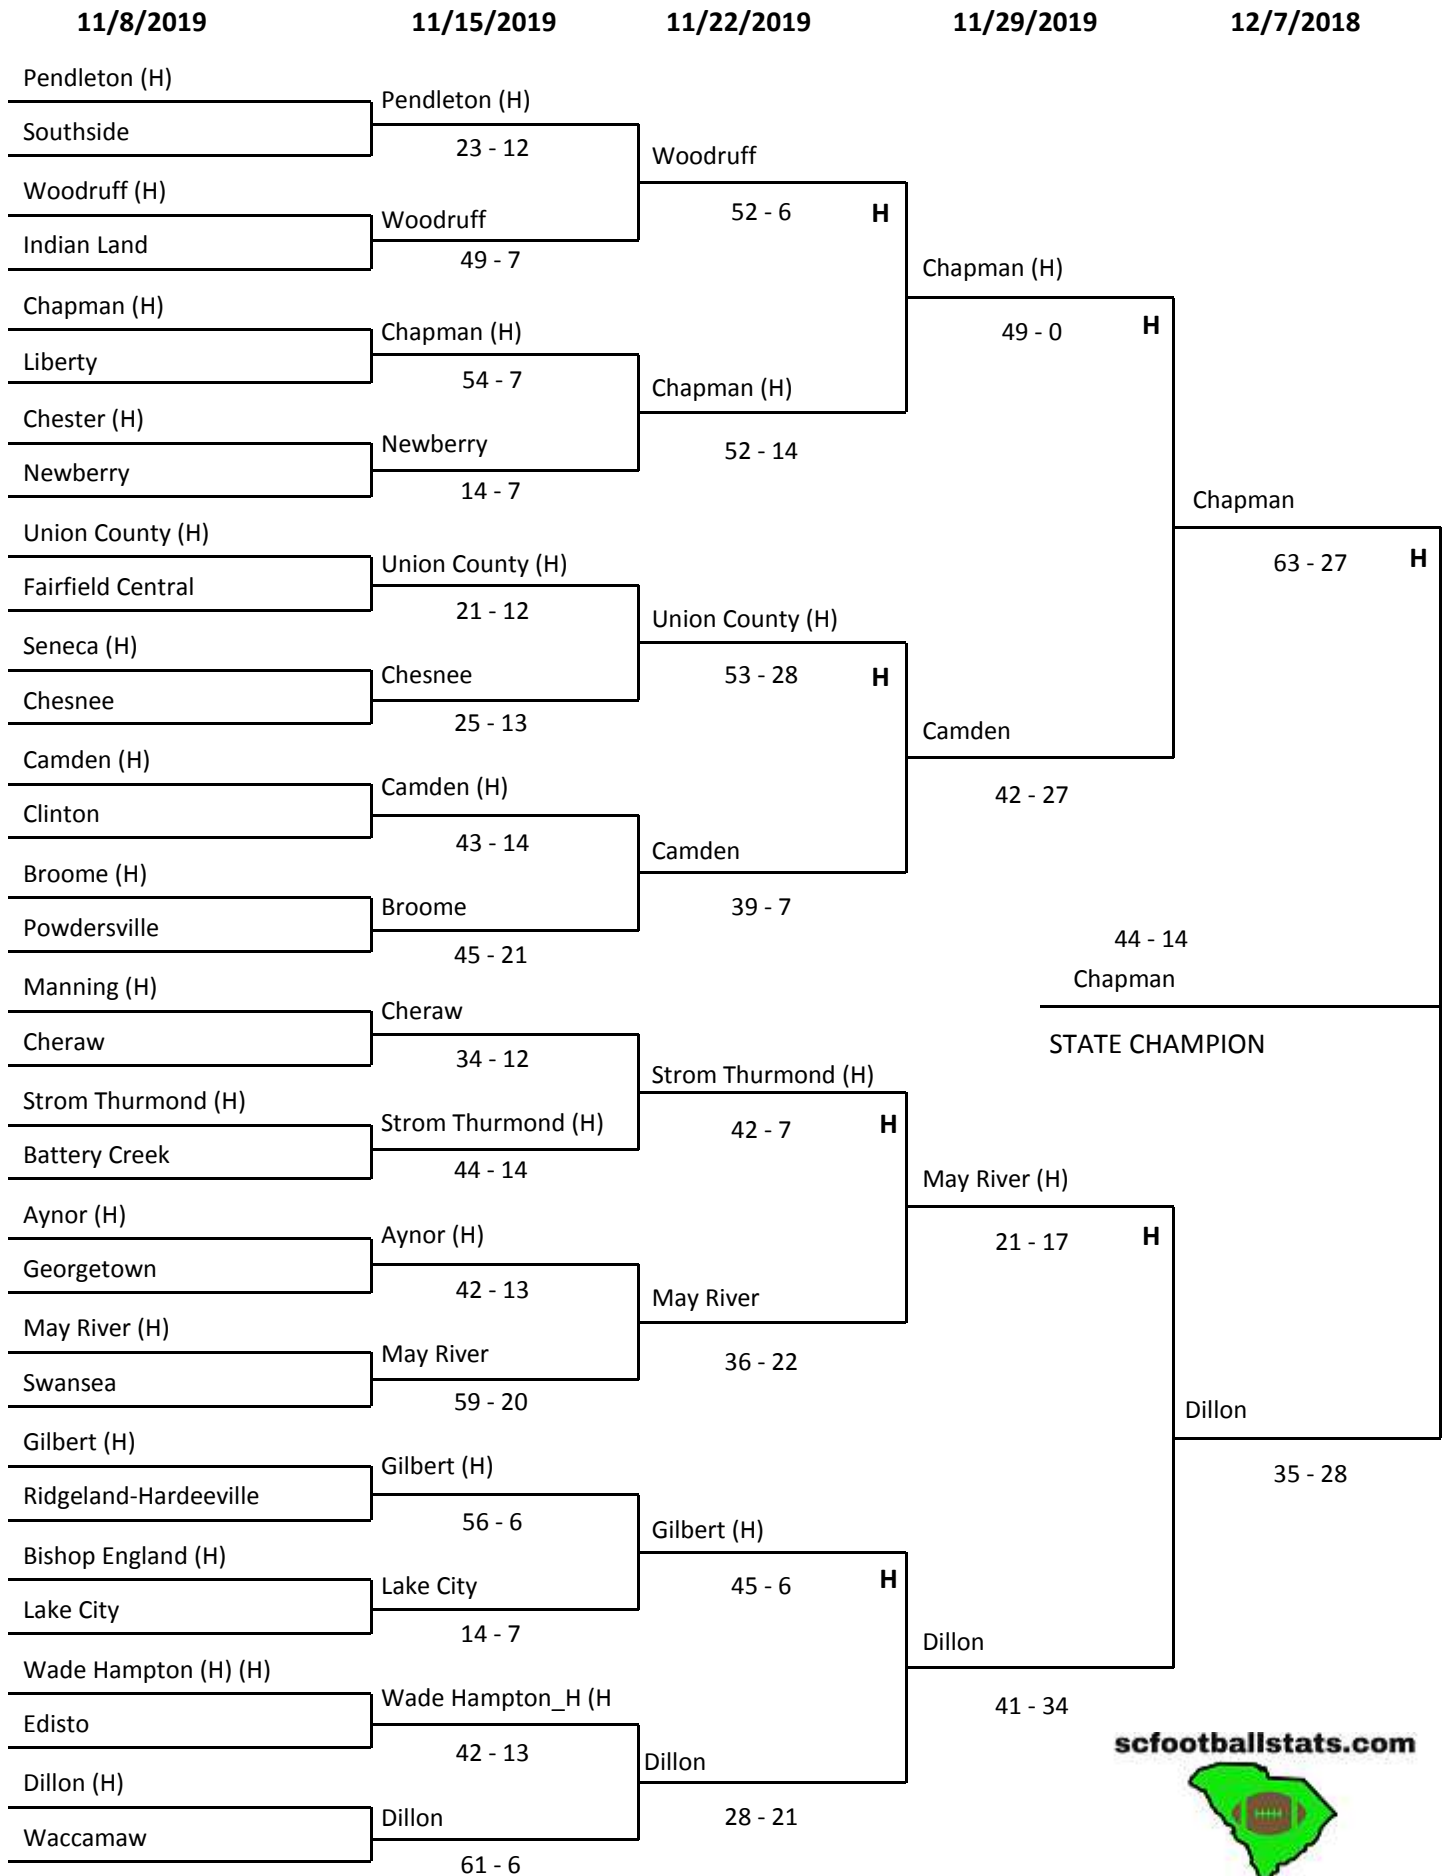 11/8/2019 11/15/2019 11/22/2019 11/29/2019 12/7/2018
Pendleton (H)
Southside
Woodruff (H)
Indian Land
Chapman (H)
Liberty
Chester (H)
Newberry
Union County (H)
Fairfield Central
Seneca (H)
Chesnee
Camden (H)
Clinton
Broome (H)
Powdersville
Manning (H)
Cheraw
Strom Thurmond (H)
Battery Creek
Aynor (H)
Georgetown
May River (H)
Swansea
Gilbert (H)
Ridgeland-Hardeeville
Bishop England (H)
Lake City
Wade Hampton (H) (H)
Edisto
Dillon (H)
Waccamaw
Pendleton (H)
23 - 12
Woodruff
49 - 7
Chapman (H)
54 - 7
Newberry
14 - 7
Union County (H)
21 - 12
Chesnee
25 - 13
Camden (H)
43 - 14
Broome
45 - 21
Cheraw
34 - 12
Strom Thurmond (H)
44 - 14
Aynor (H)
42 - 13
May River
59 - 20
Gilbert (H)
56 - 6
Lake City
14 - 7
Wade Hampton_H (H
42 - 13
Dillon
61 - 6
Woodruff
52 - 6 H
Chapman (H)
52 - 14
Union County (H)
53 - 28 H
Camden
39 - 7
Strom Thurmond (H)
42 - 7 H
May River
36 - 22
Gilbert (H)
45 - 6 H
Dillon
28 - 21
Chapman (H)
49 - 0 H
Camden
42 - 27
May River (H)
21 - 17 H
Dillon
41 - 34
Chapman
63 - 27 H
Dillon
35 - 28
44 - 14
Chapman
STATE CHAMPION
scfootballstats.com